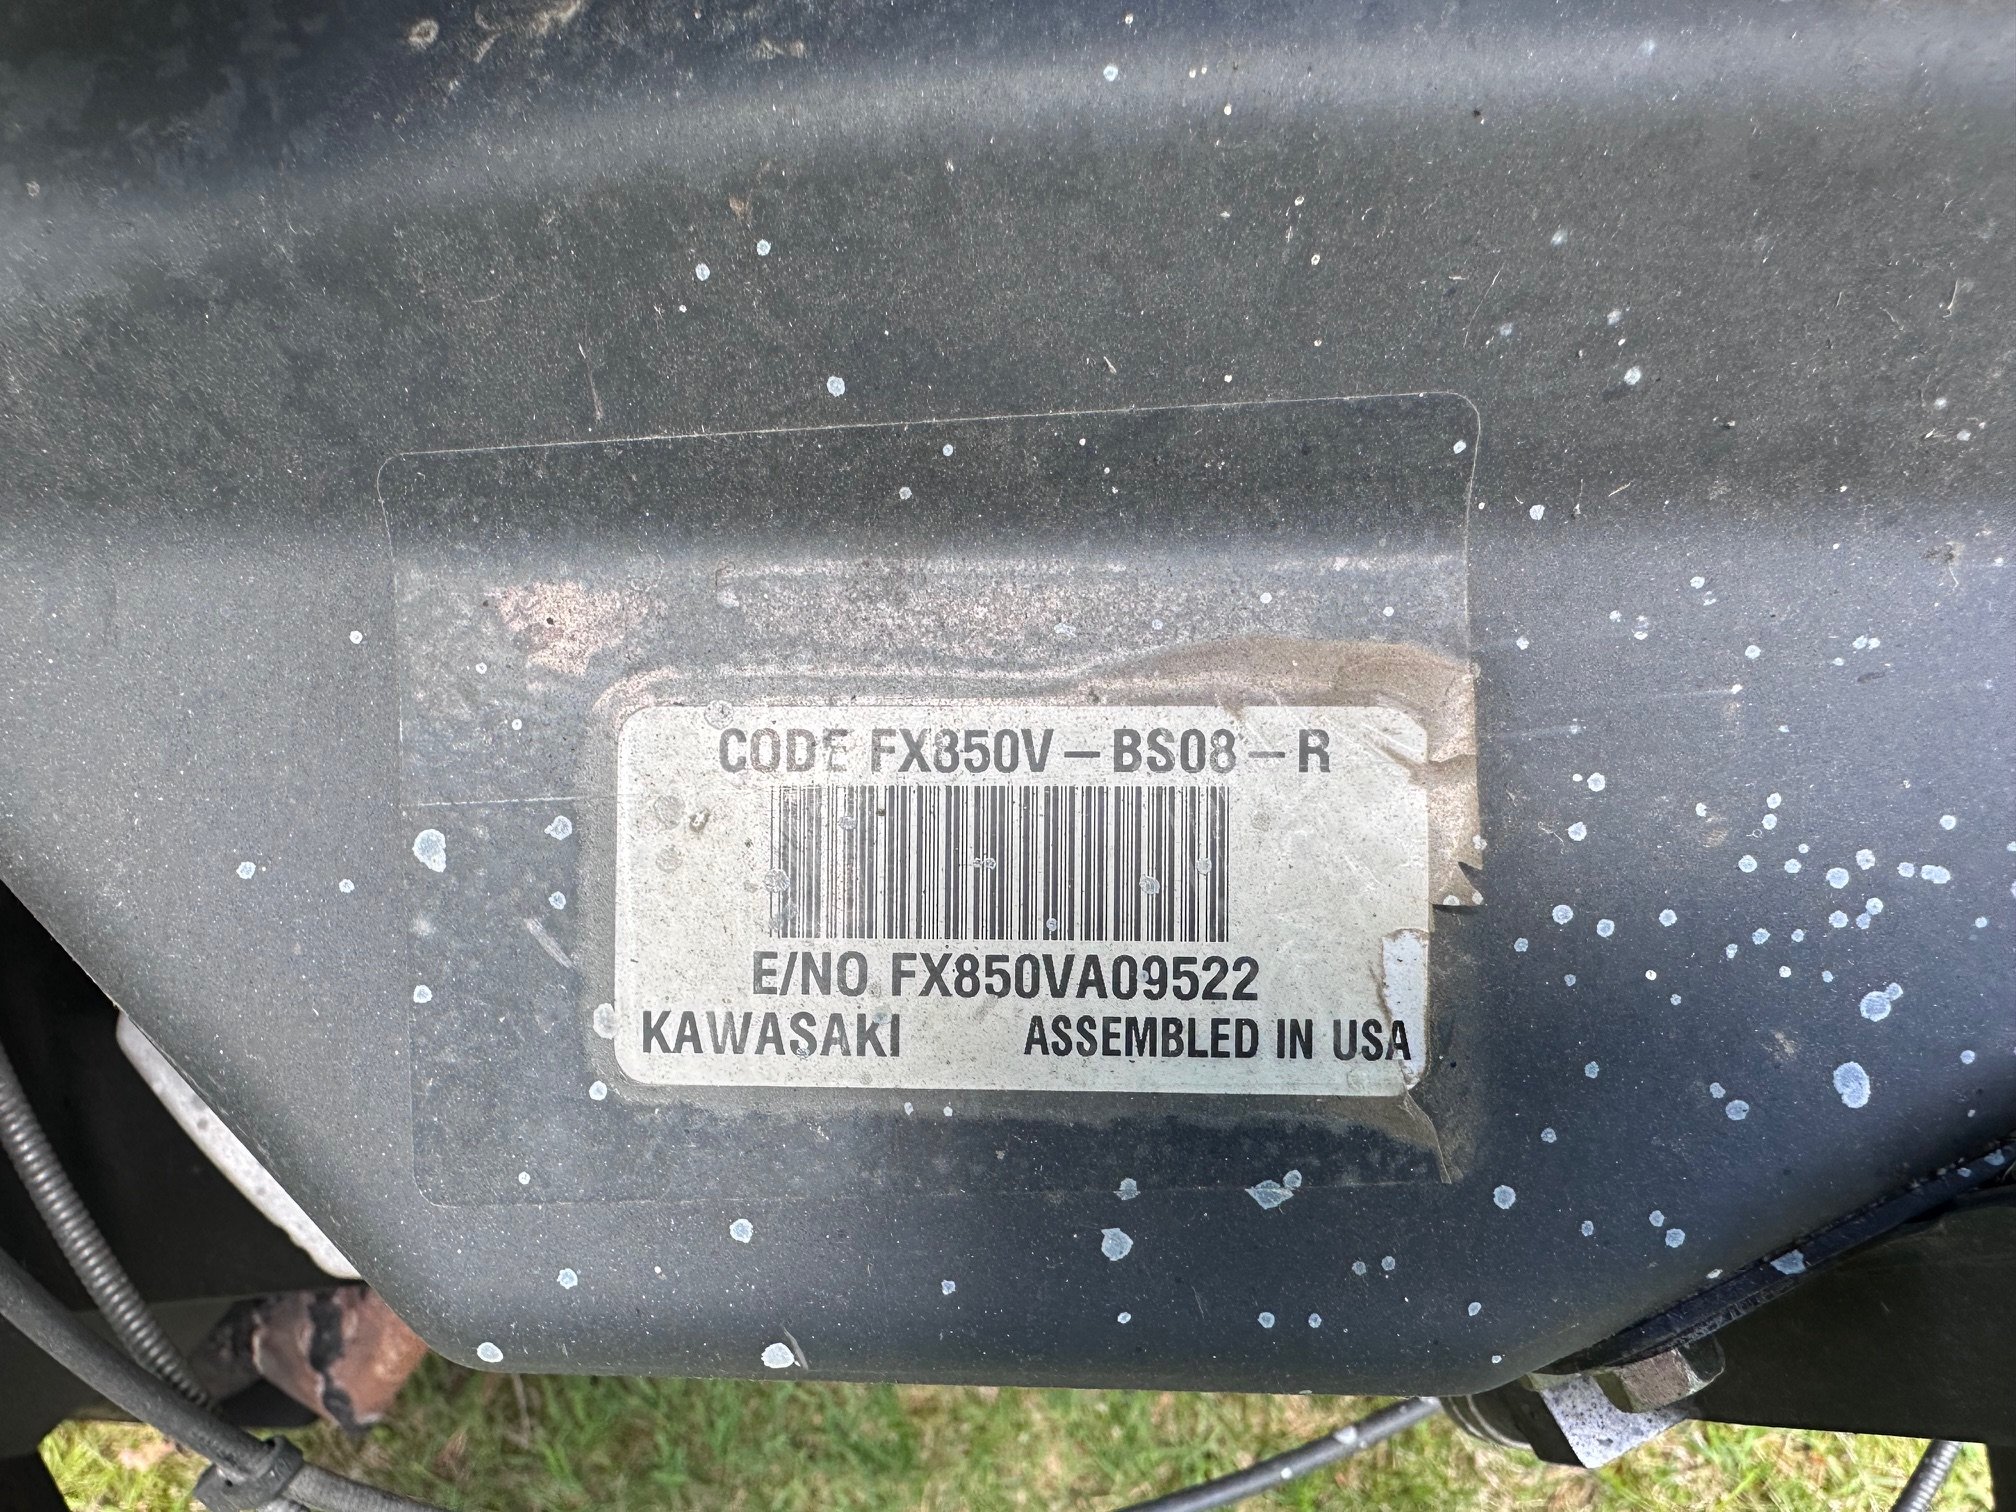 CODE FX850V-BS08-R
E/NO FX850VA09522
KAWASAKI ASSEMBLED IN USA